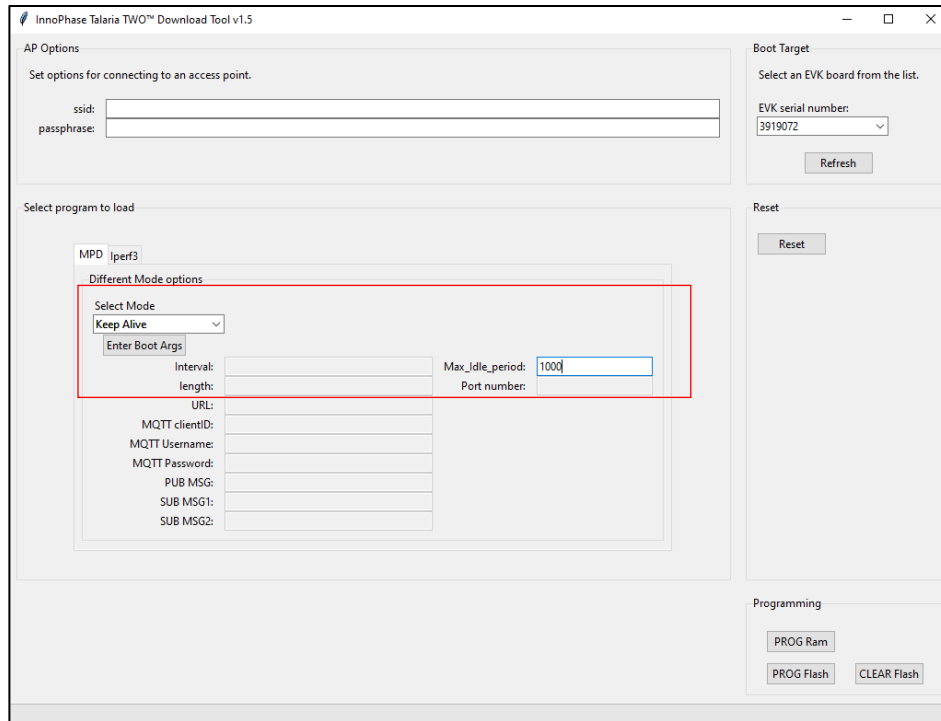 InnoPhase Talaria TWO™ Download Tool v1.5
AP Options
Set options for connecting to an access point.
ssid:
passphrase:
Boot Target
Select an EVK board from the list.
EVK serial number:
3919072
Refresh
Select program to load
MPD Iperf3
Different Mode options
Select Mode
Keep Alive
Enter Boot Args
Interval: Max_Idle_period: 1000
length: Port number:
URL:
MQTT clientID:
MQTT Username:
MQTT Password:
PUB MSG:
SUB MSG1:
SUB MSG2:
Reset
Reset
Programming
PROG Ram
PROG Flash CLEAR Flash